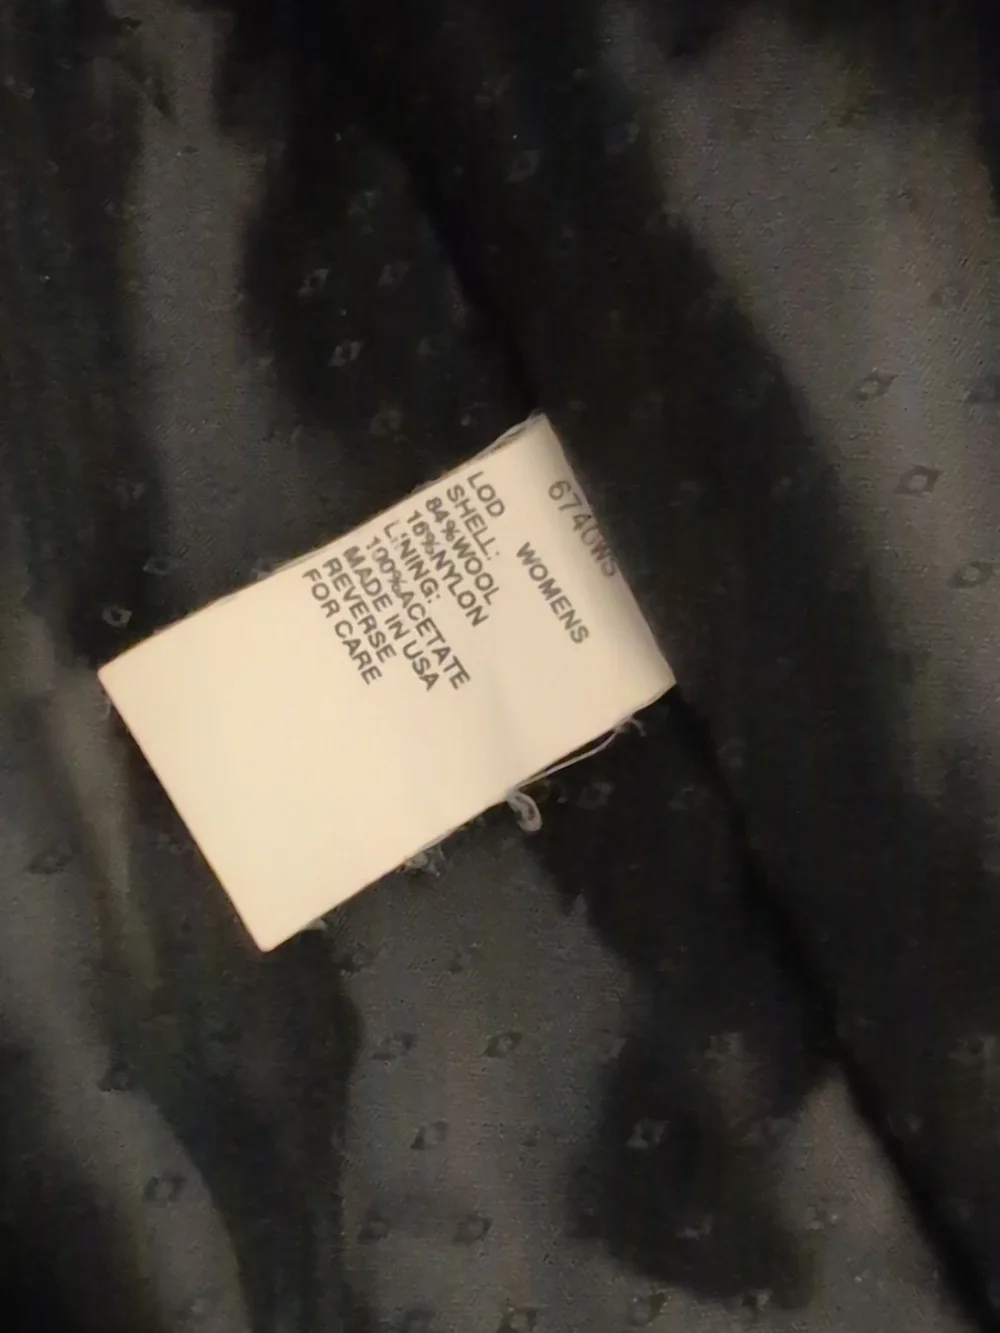 6740WS
LOD WOMENS
SHELL:
84%WOOL
16%NYLON
LINING:
100%ACETATE
MADE IN USA
REVERSE
FOR CARE